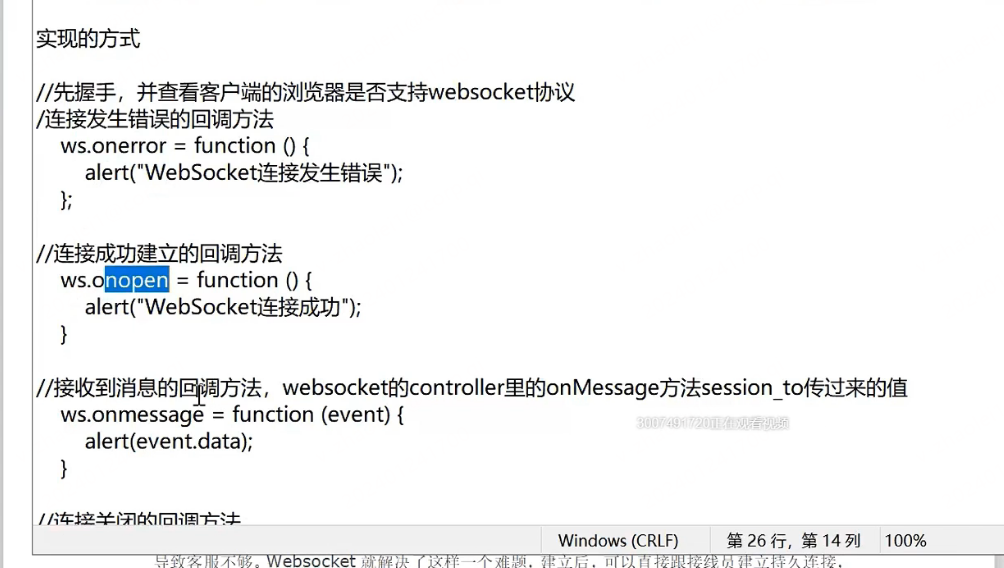 实现的方式
//先握手，并查看客户端的浏览器是否支持websocket协议
/连接发生错误的回调方法
ws.onerror = function () {
alert("WebSocket连接发生错误");
};
//连接成功建立的回调方法
ws.onopen = function () {
alert("WebSocket连接成功");
}
//接收到消息的回调方法，websocket的controller里的onMessage方法session_to传过来的值
ws.onmessage = function (event) {
正在观看视频
alert(event.data);
}
//连接关闭的回调方法
Windows (CRLF) 第 26 行，第 14 列 100%
导致客服不够。Websocket 就解决了这样一个难题，建立后，可以直接跟接线员建立持久连接，